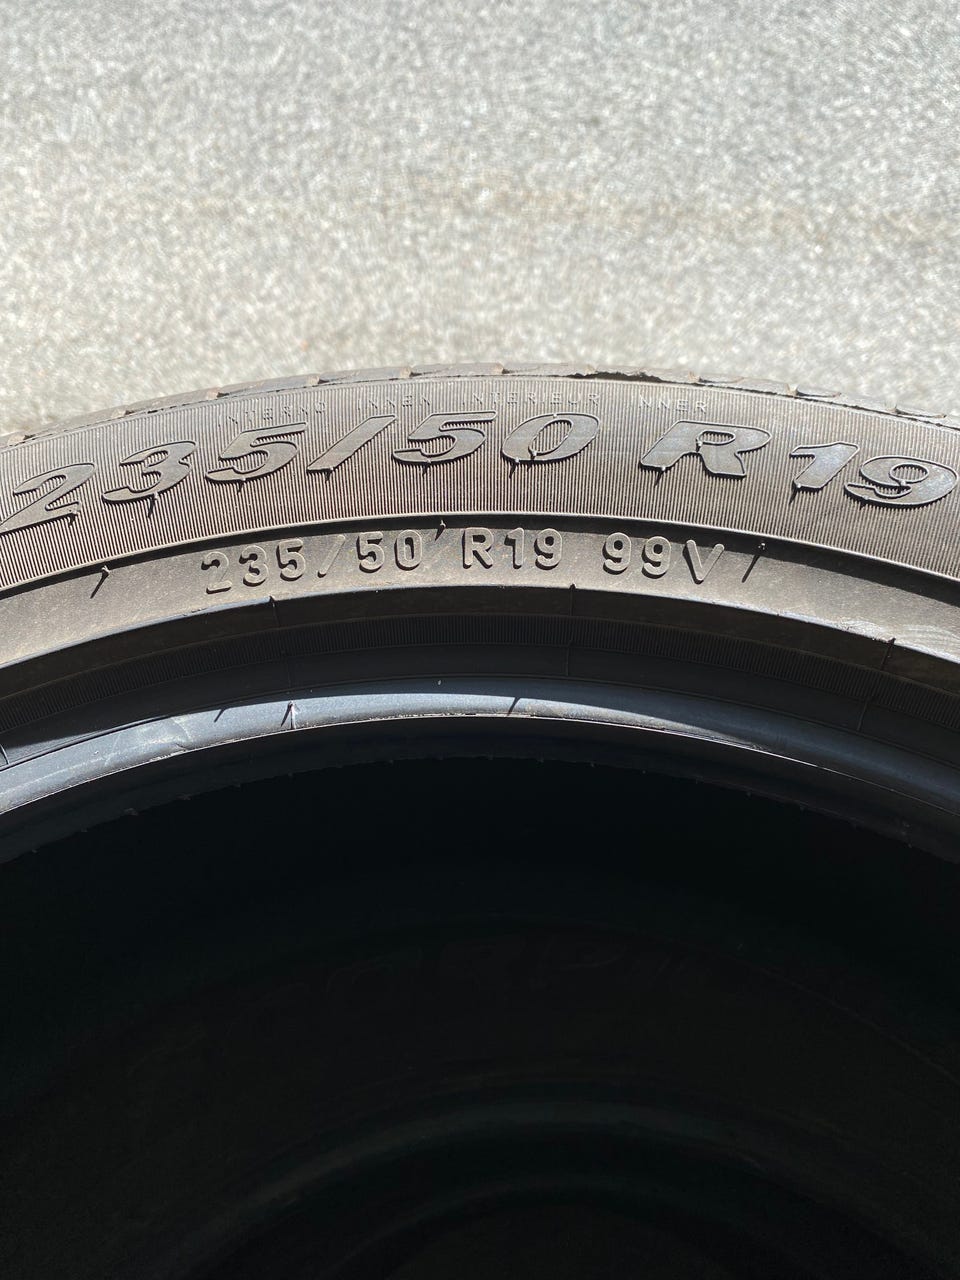 INTERNO INNEN INTERIEUR INNER
235/50 R19
235/50 R19 99V